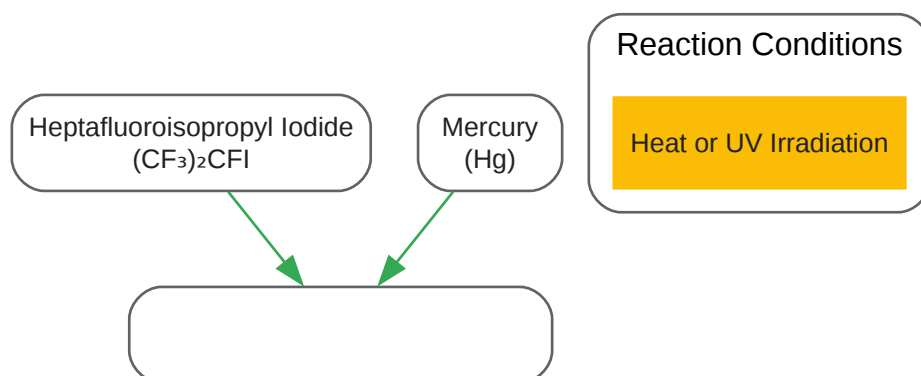 Reaction Conditions
Heptafluoroisopropyl Iodide
(CF₃)₂CFI
Mercury
(Hg)
Heat or UV Irradiation